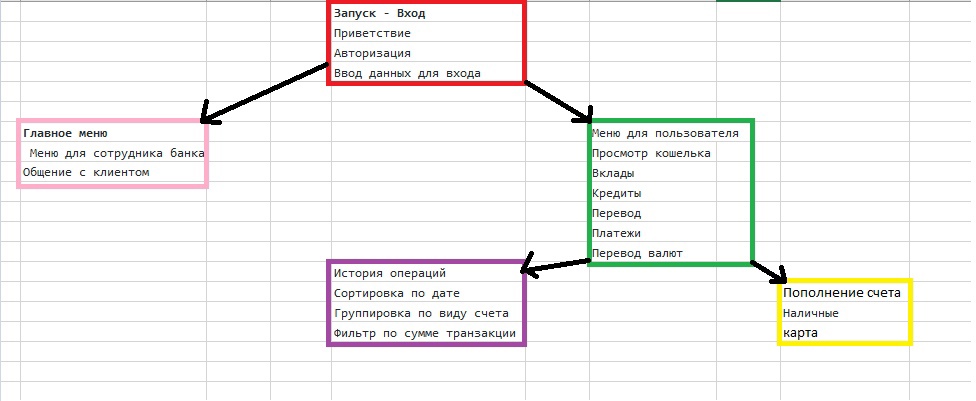 Запуск - Вход
Приветствие
Авторизация
Ввод данных для входа
Главное меню
Меню для сотрудника банка
Общение с клиентом
Меню для пользователя
Просмотр кошелька
Вклады
Кредиты
Перевод
Платежи
Перевод валют
История операций
Сортировка по дате
Группировка по виду счета
Фильтр по сумме транзакции
Пополнение счета
Наличные
карта